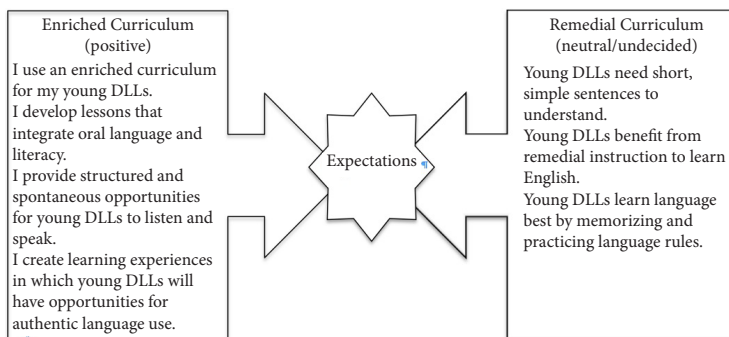 Enriched Curriculum
(positive)
I use an enriched curriculum
for my young DLLs.
I develop lessons that
integrate oral language and
literacy.
I provide structured and
spontaneous opportunities
for young DLLs to listen and
speak.
I create learning experiences
in which young DLLs will
have opportunities for
authentic language use.
Expectations ¶
Remedial Curriculum
(neutral/undecided)
Young DLLs need short,
simple sentences to
understand.
Young DLLs benefit from
remedial instruction to learn
English.
Young DLLs learn language
best by memorizing and
practicing language rules.